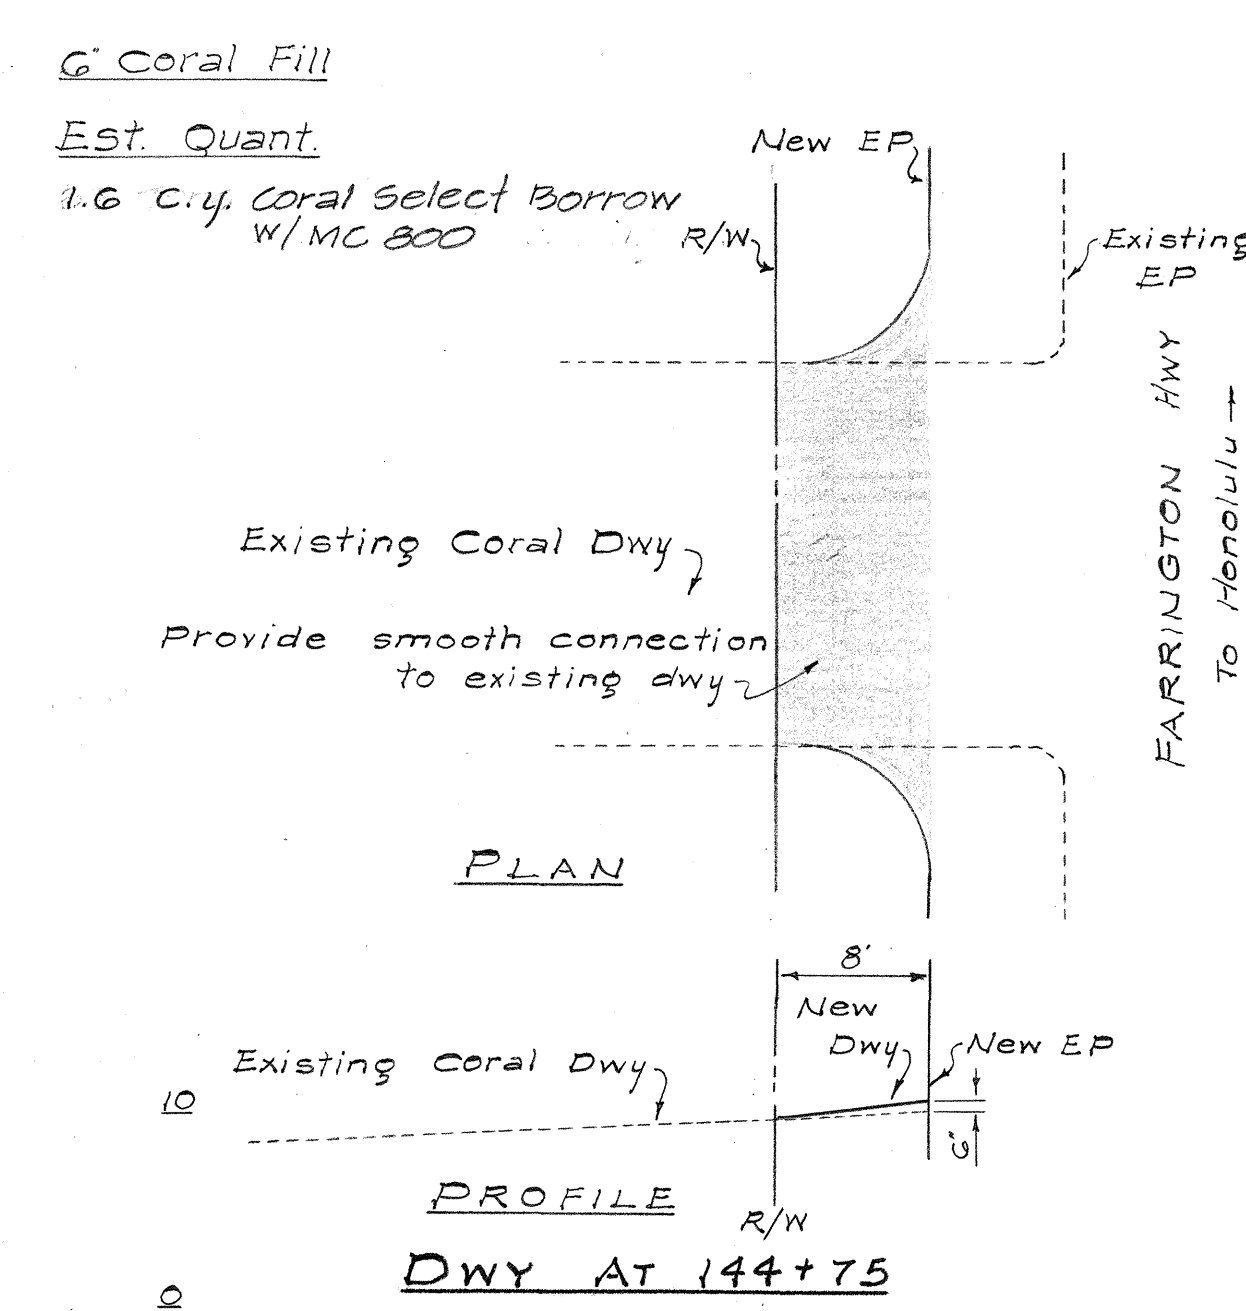 6" Coral Fill
Est. Quant.
1.6 c.y. Coral Select Borrow
W/MC 800
New EP
R/W
Existing
EP
FARRINGTON HWY
To Honolulu →
Existing Coral Dwy
Provide smooth connection
to existing dwy
PLAN
8'
New
Dwy
New EP
Existing Coral Dwy
10
6"
PROFILE
R/W
DWY AT 144+75
0